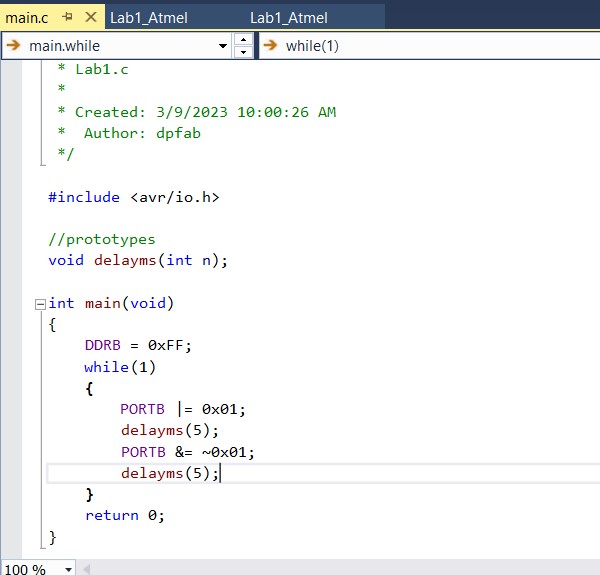 main.c Lab1_Atmel Lab1_Atmel
main.while while(1)
* Lab1.c
*
* Created: 3/9/2023 10:00:26 AM
*  Author: dpfab
*/
#include <avr/io.h>
//prototypes
void delayms(int n);
int main(void)
{
DDRB = 0xFF;
while(1)
{
PORTB |= 0x01;
delayms(5);
PORTB &= ~0x01;
delayms(5);
}
return 0;
}
100 %